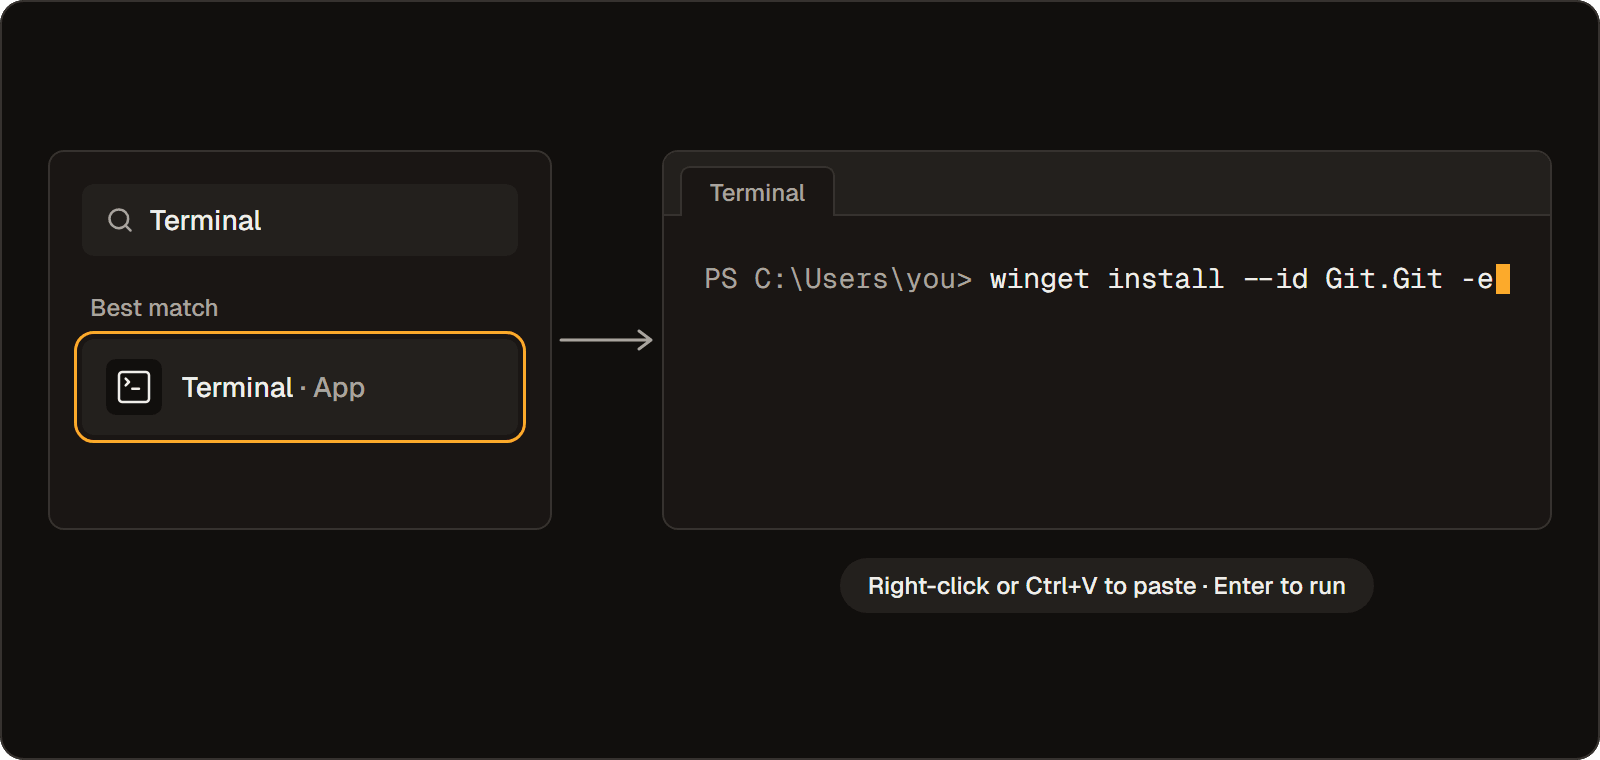 Terminal
Best match
Terminal · App
Terminal
PS C:\Users\you> winget install --id Git.Git -e
Right-click or Ctrl+V to paste · Enter to run